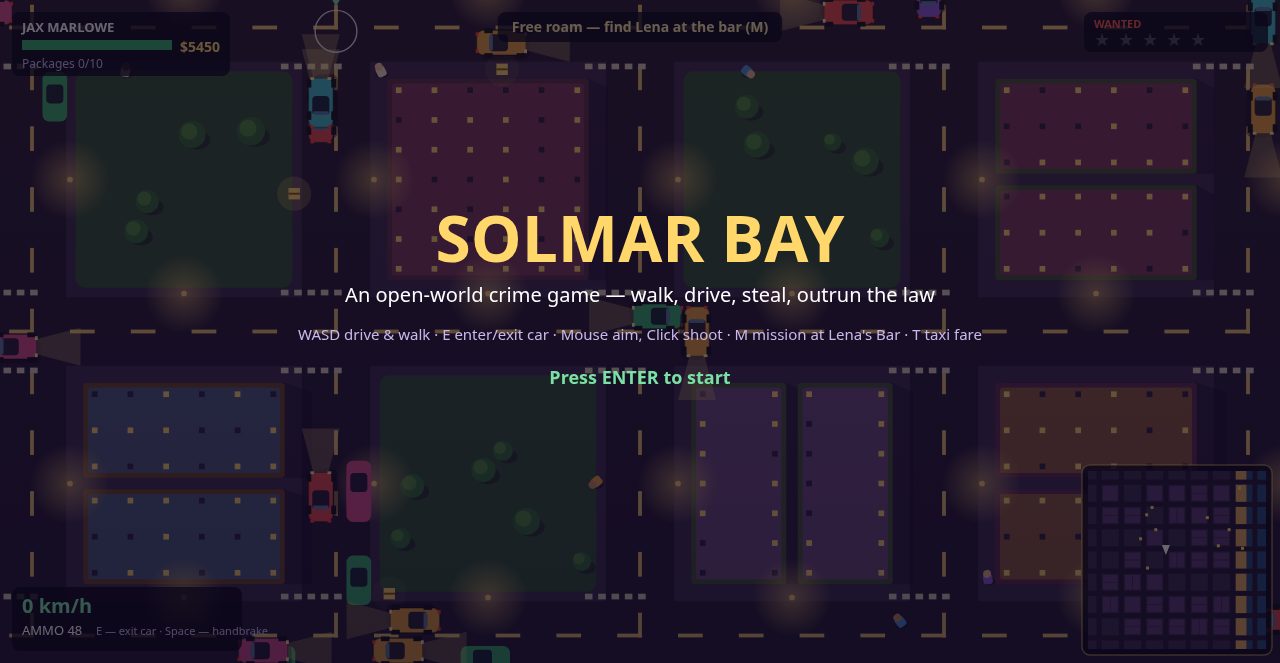 JAX MARLOWE
$5450
Packages 0/10
Free roam — find Lena at the bar (M)
WANTED
★ ★ ★ ★ ★
SOLMAR BAY
An open-world crime game — walk, drive, steal, outrun the law
WASD drive & walk · E enter/exit car · Mouse aim, Click shoot · M mission at Lena's Bar · T taxi fare
Press ENTER to start
0 km/h
AMMO 48 E — exit car · Space — handbrake